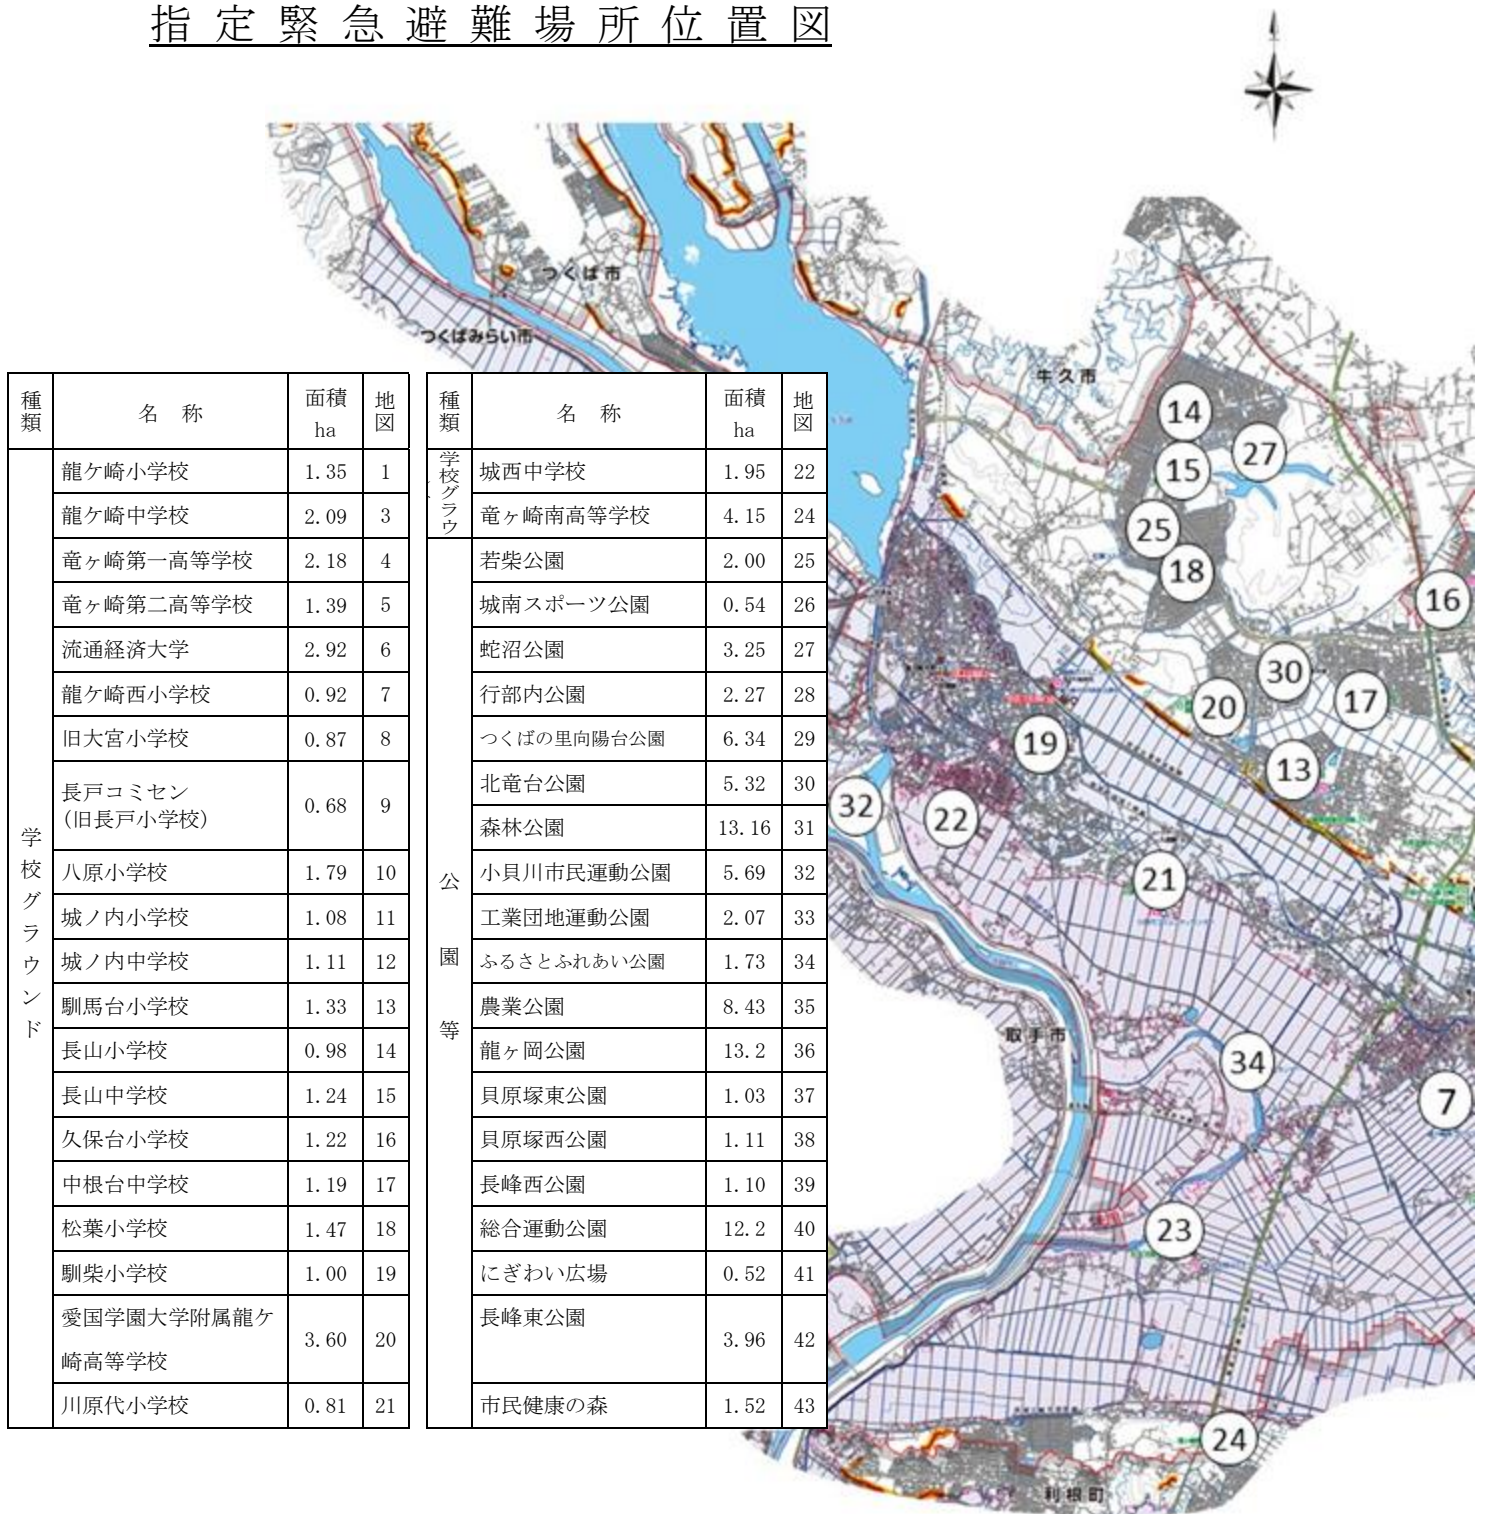 指定緊急避難場所位置図
つくば市
つくばみらい市
牛久市
取手市
利根町
種類 名称 面積 ha 地図
学校グラウンド
龍ケ崎小学校 1.35 1
龍ケ崎中学校 2.09 3
竜ヶ崎第一高等学校 2.18 4
竜ヶ崎第二高等学校 1.39 5
流通経済大学 2.92 6
龍ケ崎西小学校 0.92 7
旧大宮小学校 0.87 8
長戸コミセン
(旧長戸小学校) 0.68 9
八原小学校 1.79 10
城ノ内小学校 1.08 11
城ノ内中学校 1.11 12
馴馬台小学校 1.33 13
長山小学校 0.98 14
長山中学校 1.24 15
久保台小学校 1.22 16
中根台中学校 1.19 17
松葉小学校 1.47 18
馴柴小学校 1.00 19
愛国学園大学附属龍ケ
崎高等学校 3.60 20
川原代小学校 0.81 21
種類 名称 面積 ha 地図
学校グラウ
城西中学校 1.95 22
竜ヶ崎南高等学校 4.15 24
公園等
若柴公園 2.00 25
城南スポーツ公園 0.54 26
蛇沼公園 3.25 27
行部内公園 2.27 28
つくばの里向陽台公園 6.34 29
北竜台公園 5.32 30
森林公園 13.16 31
小貝川市民運動公園 5.69 32
工業団地運動公園 2.07 33
ふるさとふれあい公園 1.73 34
農業公園 8.43 35
龍ヶ岡公園 13.2 36
貝原塚東公園 1.03 37
貝原塚西公園 1.11 38
長峰西公園 1.10 39
総合運動公園 12.2 40
にぎわい広場 0.52 41
長峰東公園 3.96 42
市民健康の森 1.52 43
14
27
15
25
18
16
30
20
17
19
13
32
22
21
34
7
23
24